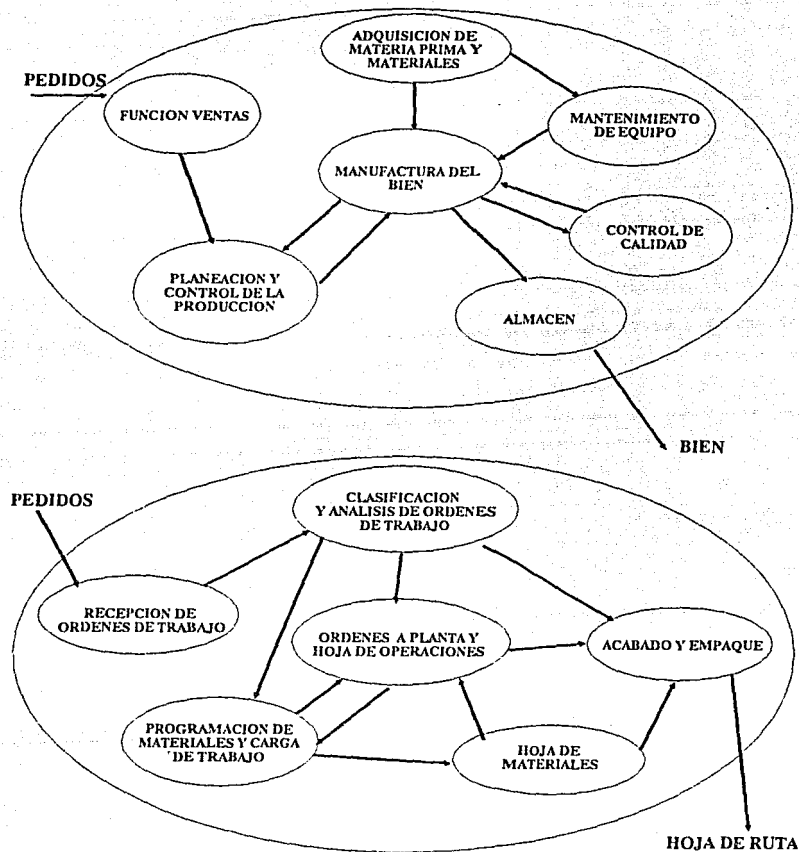 ADQUISICION DE
MATERIA PRIMA Y
MATERIALES
PEDIDOS
FUNCION VENTAS
MANTENIMIENTO
DE EQUIPO
MANUFACTURA DEL
BIEN
CONTROL DE
CALIDAD
PLANEACION Y
CONTROL DE LA
PRODUCCION
ALMACEN
BIEN
PEDIDOS
CLASIFICACION
Y ANALISIS DE ORDENES
DE TRABAJO
RECEPCION DE
ORDENES DE TRABAJO
ORDENES A PLANTA Y
HOJA DE OPERACIONES
ACABADO Y EMPAQUE
PROGRAMACION DE
MATERIALES Y CARGA
DE TRABAJO
HOJA DE
MATERIALES
HOJA DE RUTA